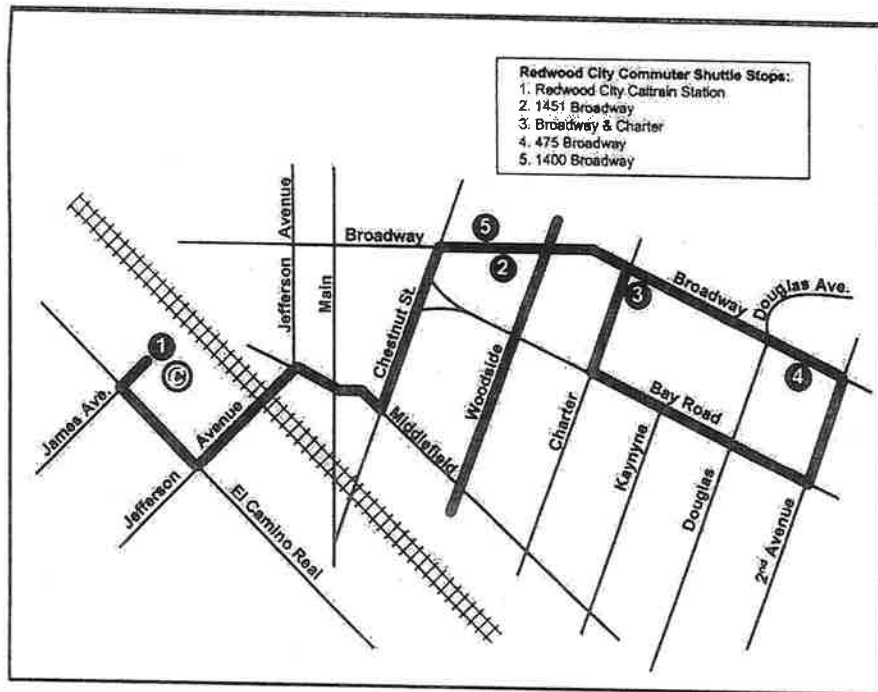 Redwood City Commuter Shuttle Stops:
1. Redwood City Caltrain Station
2. 1451 Broadway
3. Broadway & Charter
4. 475 Broadway
5. 1400 Broadway
Jefferson Avenue
Main
Broadway
5
2
Chestnut St.
Woodside
3
Broadway
Douglas Ave.
4
1
C
James Ave.
Avenue
Jefferson
El Camino Real
Middlefield
Charter
Bay Road
Kaynyne
Douglas
2nd Avenue